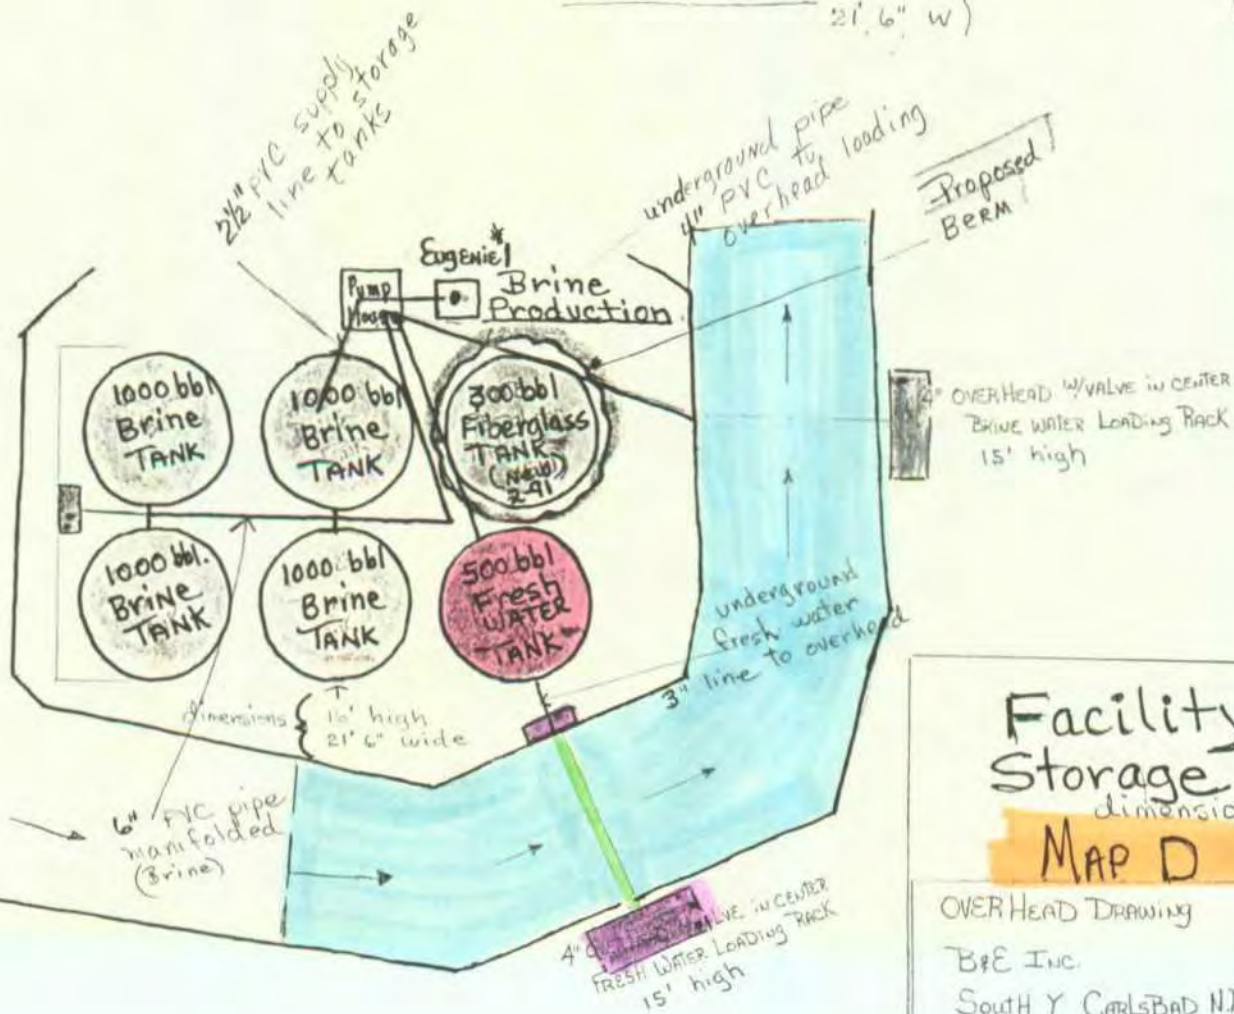 21' 6" W)
2½" PVC supply
line to storage
tanks
underground pipe
4" PVC to
overhead loading
Proposed
BERM
Eugenie #1
Brine
Production
Pump
House
1000 bbl
Brine
TANK
1000 bbl
Brine
TANK
300 bbl
Fiberglass
TANK
(New)
2-91
4" OVERHEAD W/VALVE in CENTER
BRINE WATER LOADING RACK
15' high
1000 bbl.
BRINE
TANK
1000 bbl
Brine
TANK
500 bbl
Fresh
WATER
TANK
underground
fresh water
3" line to overhead
dimensions
16' high
21' 6" wide
6" PVC pipe
manifolded
(Brine)
4" VALVE in CENTER
FRESH WATER LOADING RACK
15' high
Facility
Storage
dimensio
MAP D
OVERHEAD DRAWING
B&E INC.
SOUTH Y CARLSBAD N.